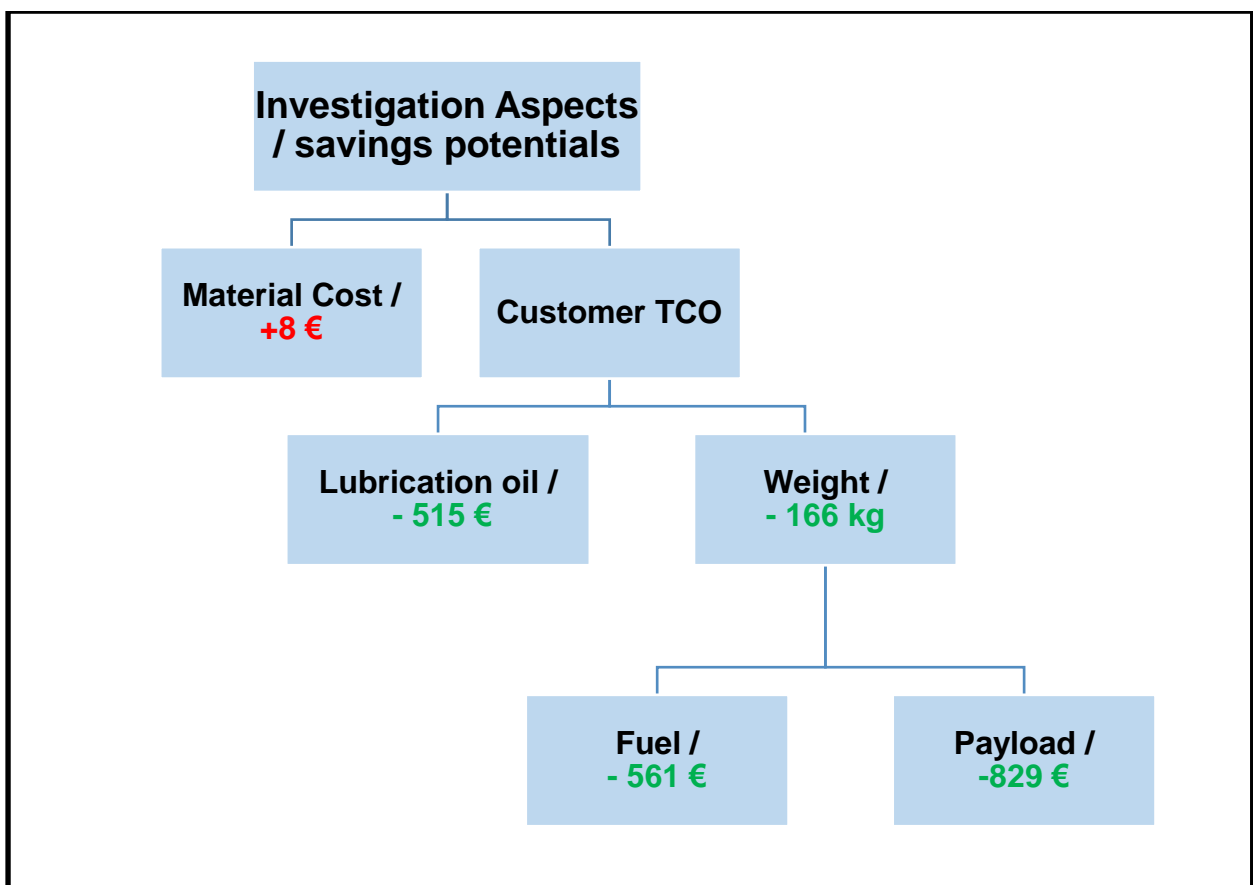 Investigation Aspects
/ savings potentials
Material Cost /
+8 €
Customer TCO
Lubrication oil /
- 515 €
Weight /
- 166 kg
Fuel /
- 561 €
Payload /
-829 €